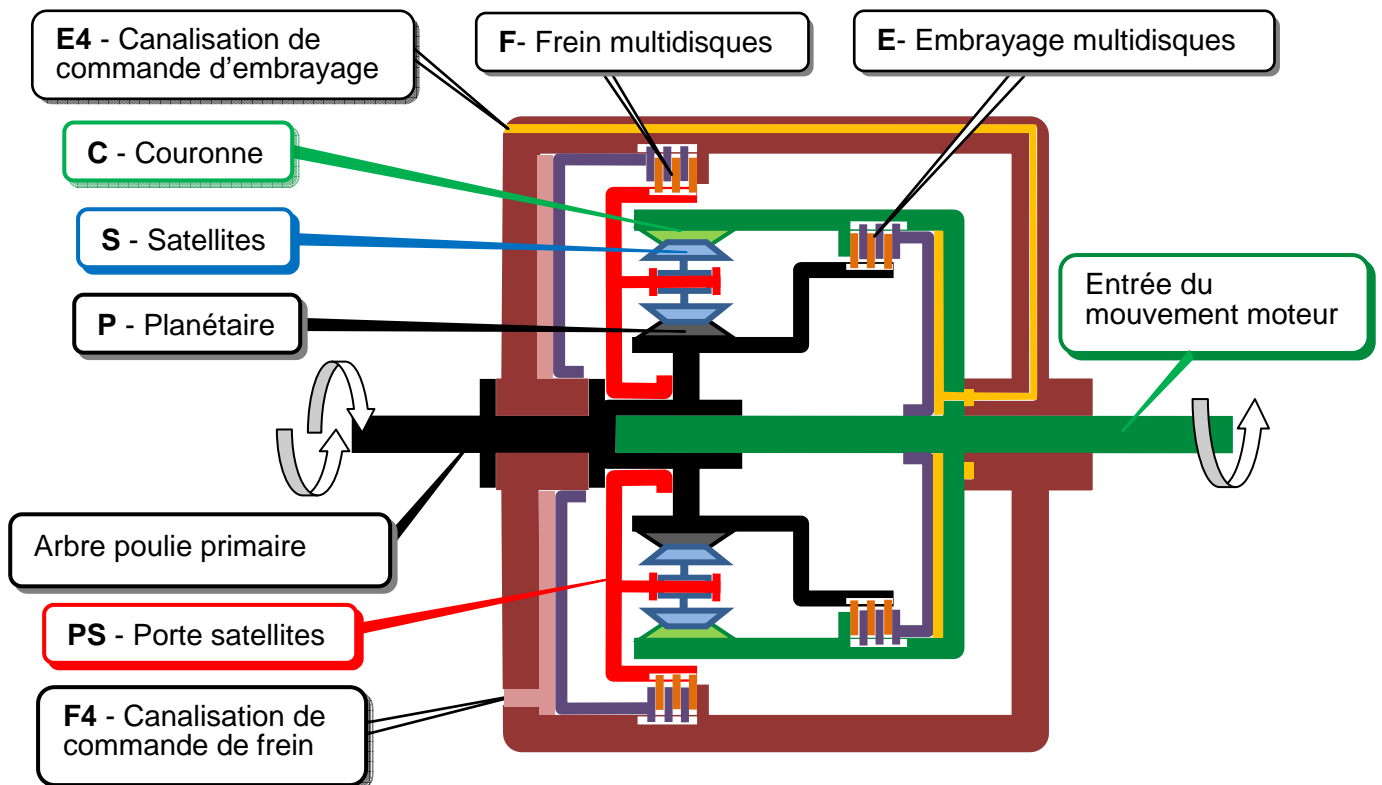 E4 - Canalisation de
commande d'embrayage
F- Frein multidisques
E- Embrayage multidisques
C - Couronne
S - Satellites
P - Planétaire
Entrée du
mouvement moteur
Arbre poulie primaire
PS - Porte satellites
F4 - Canalisation de
commande de frein